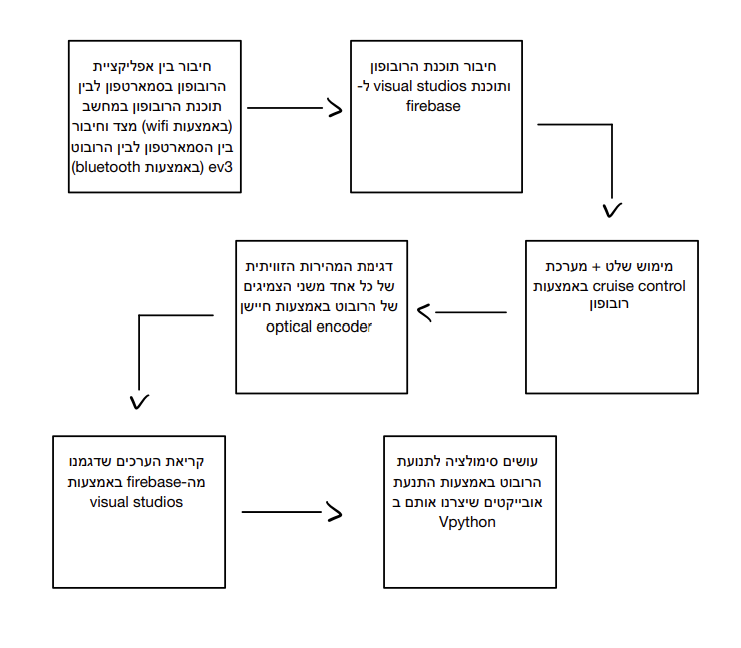 חיבור בין אפליקציית
הרובופון בסמארטפון לבין
תוכנת הרובופון במחשב
(באמצעות wifi) מצד וחיבור
בין הסמארטפון לבין הרובוט
ev3 (באמצעות bluetooth)
חיבור תוכנת הרובופון
ותוכנת visual studios ל-
firebase
מימוש שלט + מערכת
cruise control באמצעות
רובופון
דגימת המהירות הזוויתית
של כל אחד משני הצמיגים
של הרובוט באמצעות חיישן
optical encoder
קריאת הערכים שדגמנו
מה-firebase באמצעות
visual studios
עושים סימולציה לתנועת
הרובוט באמצעות התנעת
אובייקטים שיצרנו אותם ב
Vpython